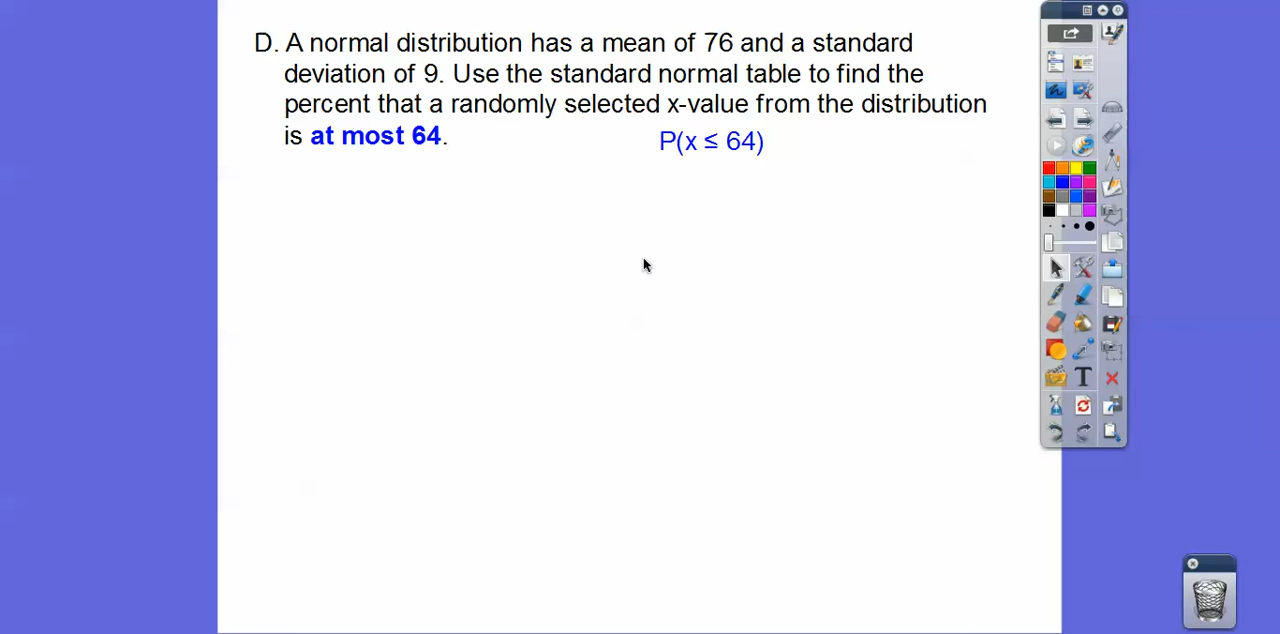 D. A normal distribution has a mean of 76 and a standard
deviation of 9. Use the standard normal table to find the
percent that a randomly selected x-value from the distribution
is at most 64.
P(x ≤ 64)
T